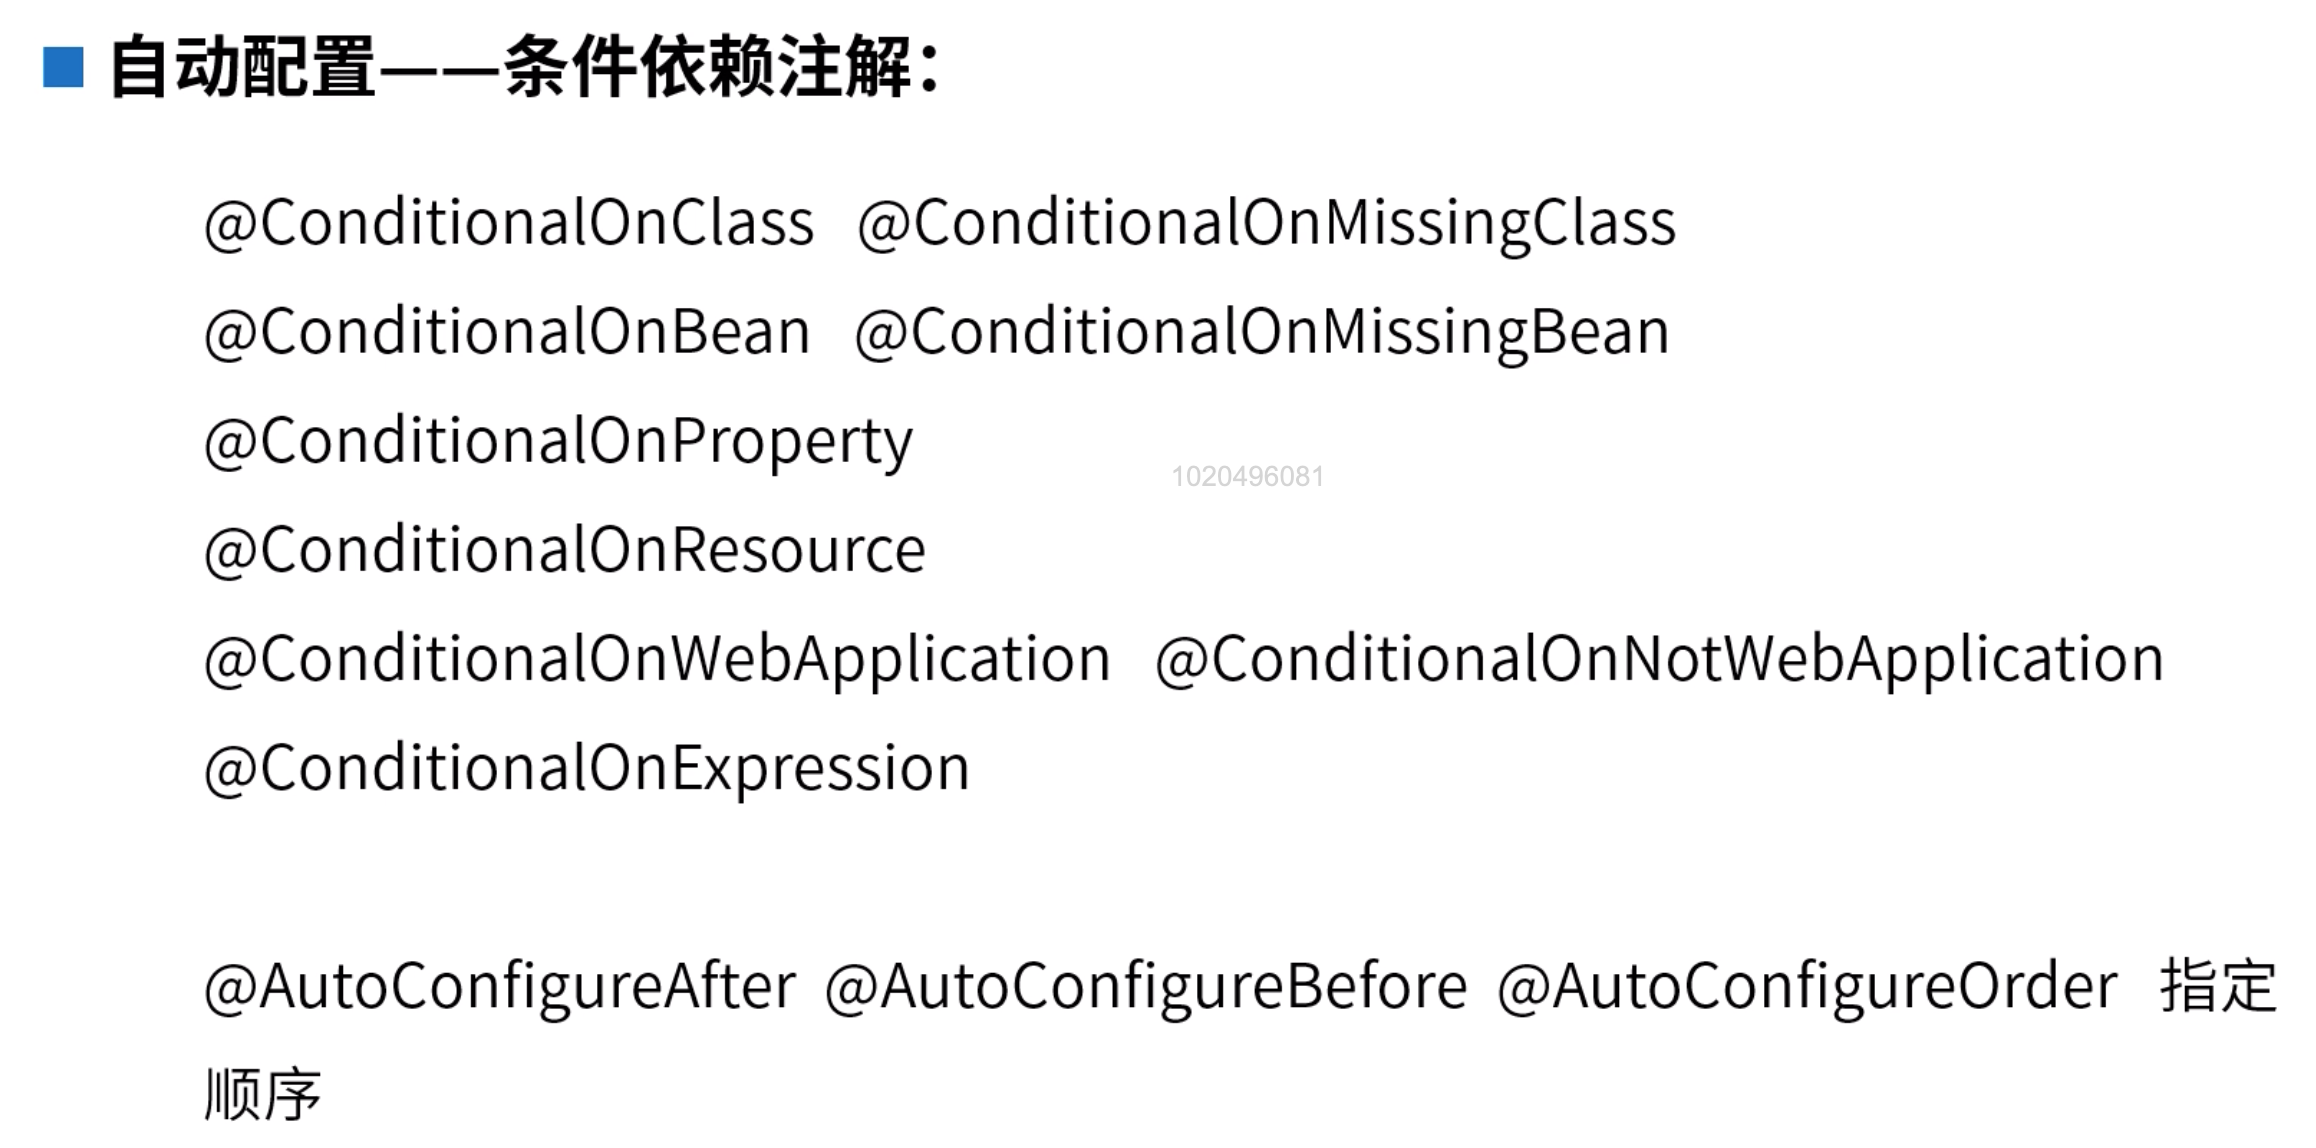 自动配置——条件依赖注解：
@ConditionalOnClass @ConditionalOnMissingClass
@ConditionalOnBean @ConditionalOnMissingBean
@ConditionalOnProperty
1020496081
@ConditionalOnResource
@ConditionalOnWebApplication @ConditionalOnNotWebApplication
@ConditionalOnExpression
@AutoConfigureAfter @AutoConfigureBefore @AutoConfigureOrder 指定
顺序